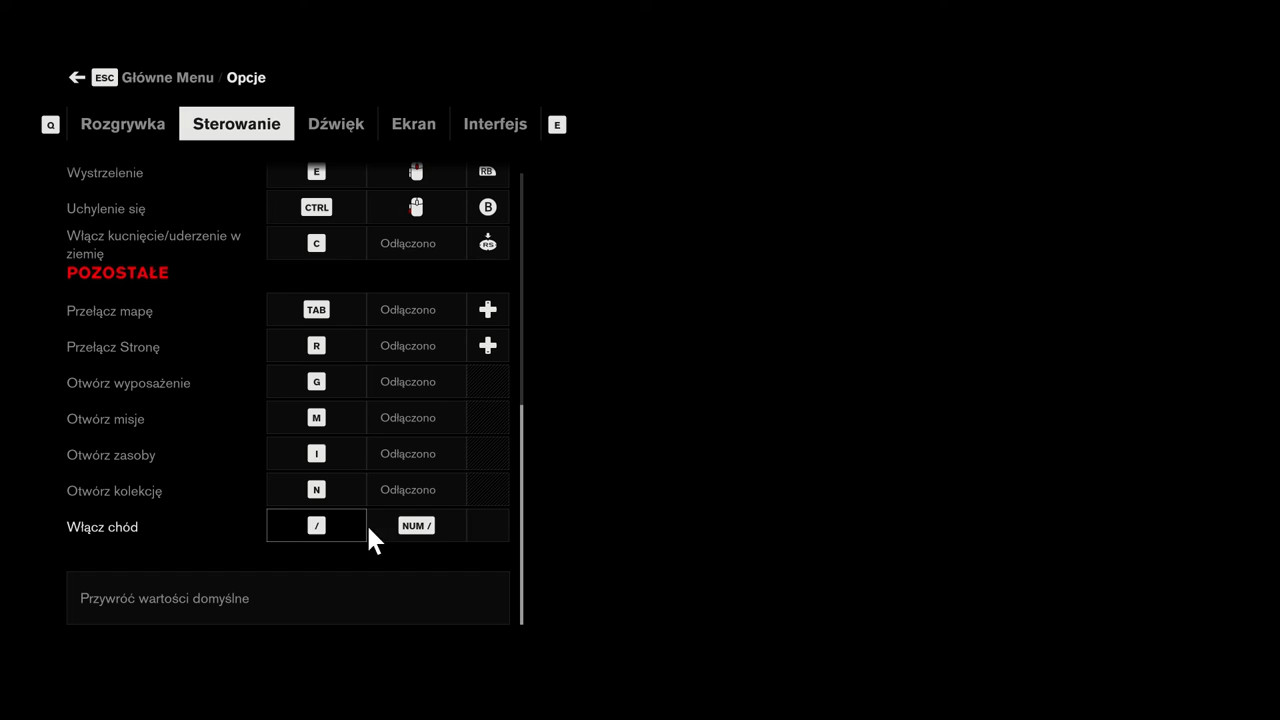 ESC Główne Menu / Opcje
Q Rozgrywka Sterowanie Dźwięk Ekran Interfejs E
Wystrzelenie E RB
Uchylenie się CTRL B
Włącz kucnięcie/uderzenie w
ziemię C Odłączono RS
POZOSTAŁE
Przełącz mapę TAB Odłączono
Przełącz Stronę R Odłączono
Otwórz wyposażenie G Odłączono
Otwórz misje M Odłączono
Otwórz zasoby I Odłączono
Otwórz kolekcję N Odłączono
Włącz chód / NUM /
Przywróć wartości domyślne